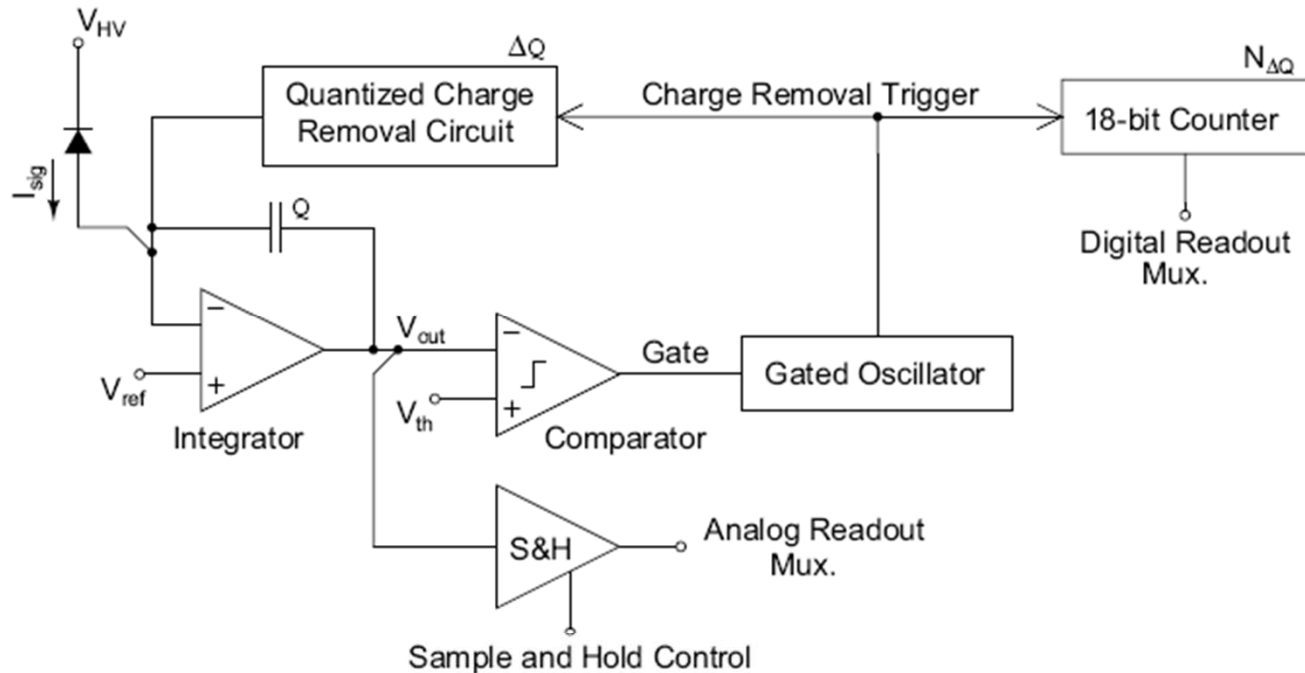 V_HV
ΔQ
N_ΔQ
Quantized Charge
Removal Circuit
Charge Removal Trigger
18-bit Counter
I_sig
Q
Digital Readout
Mux.
−
V_out
−
Gate
Gated Oscillator
V_ref
+
V_th
+
Integrator
Comparator
S&H
Analog Readout
Mux.
Sample and Hold Control